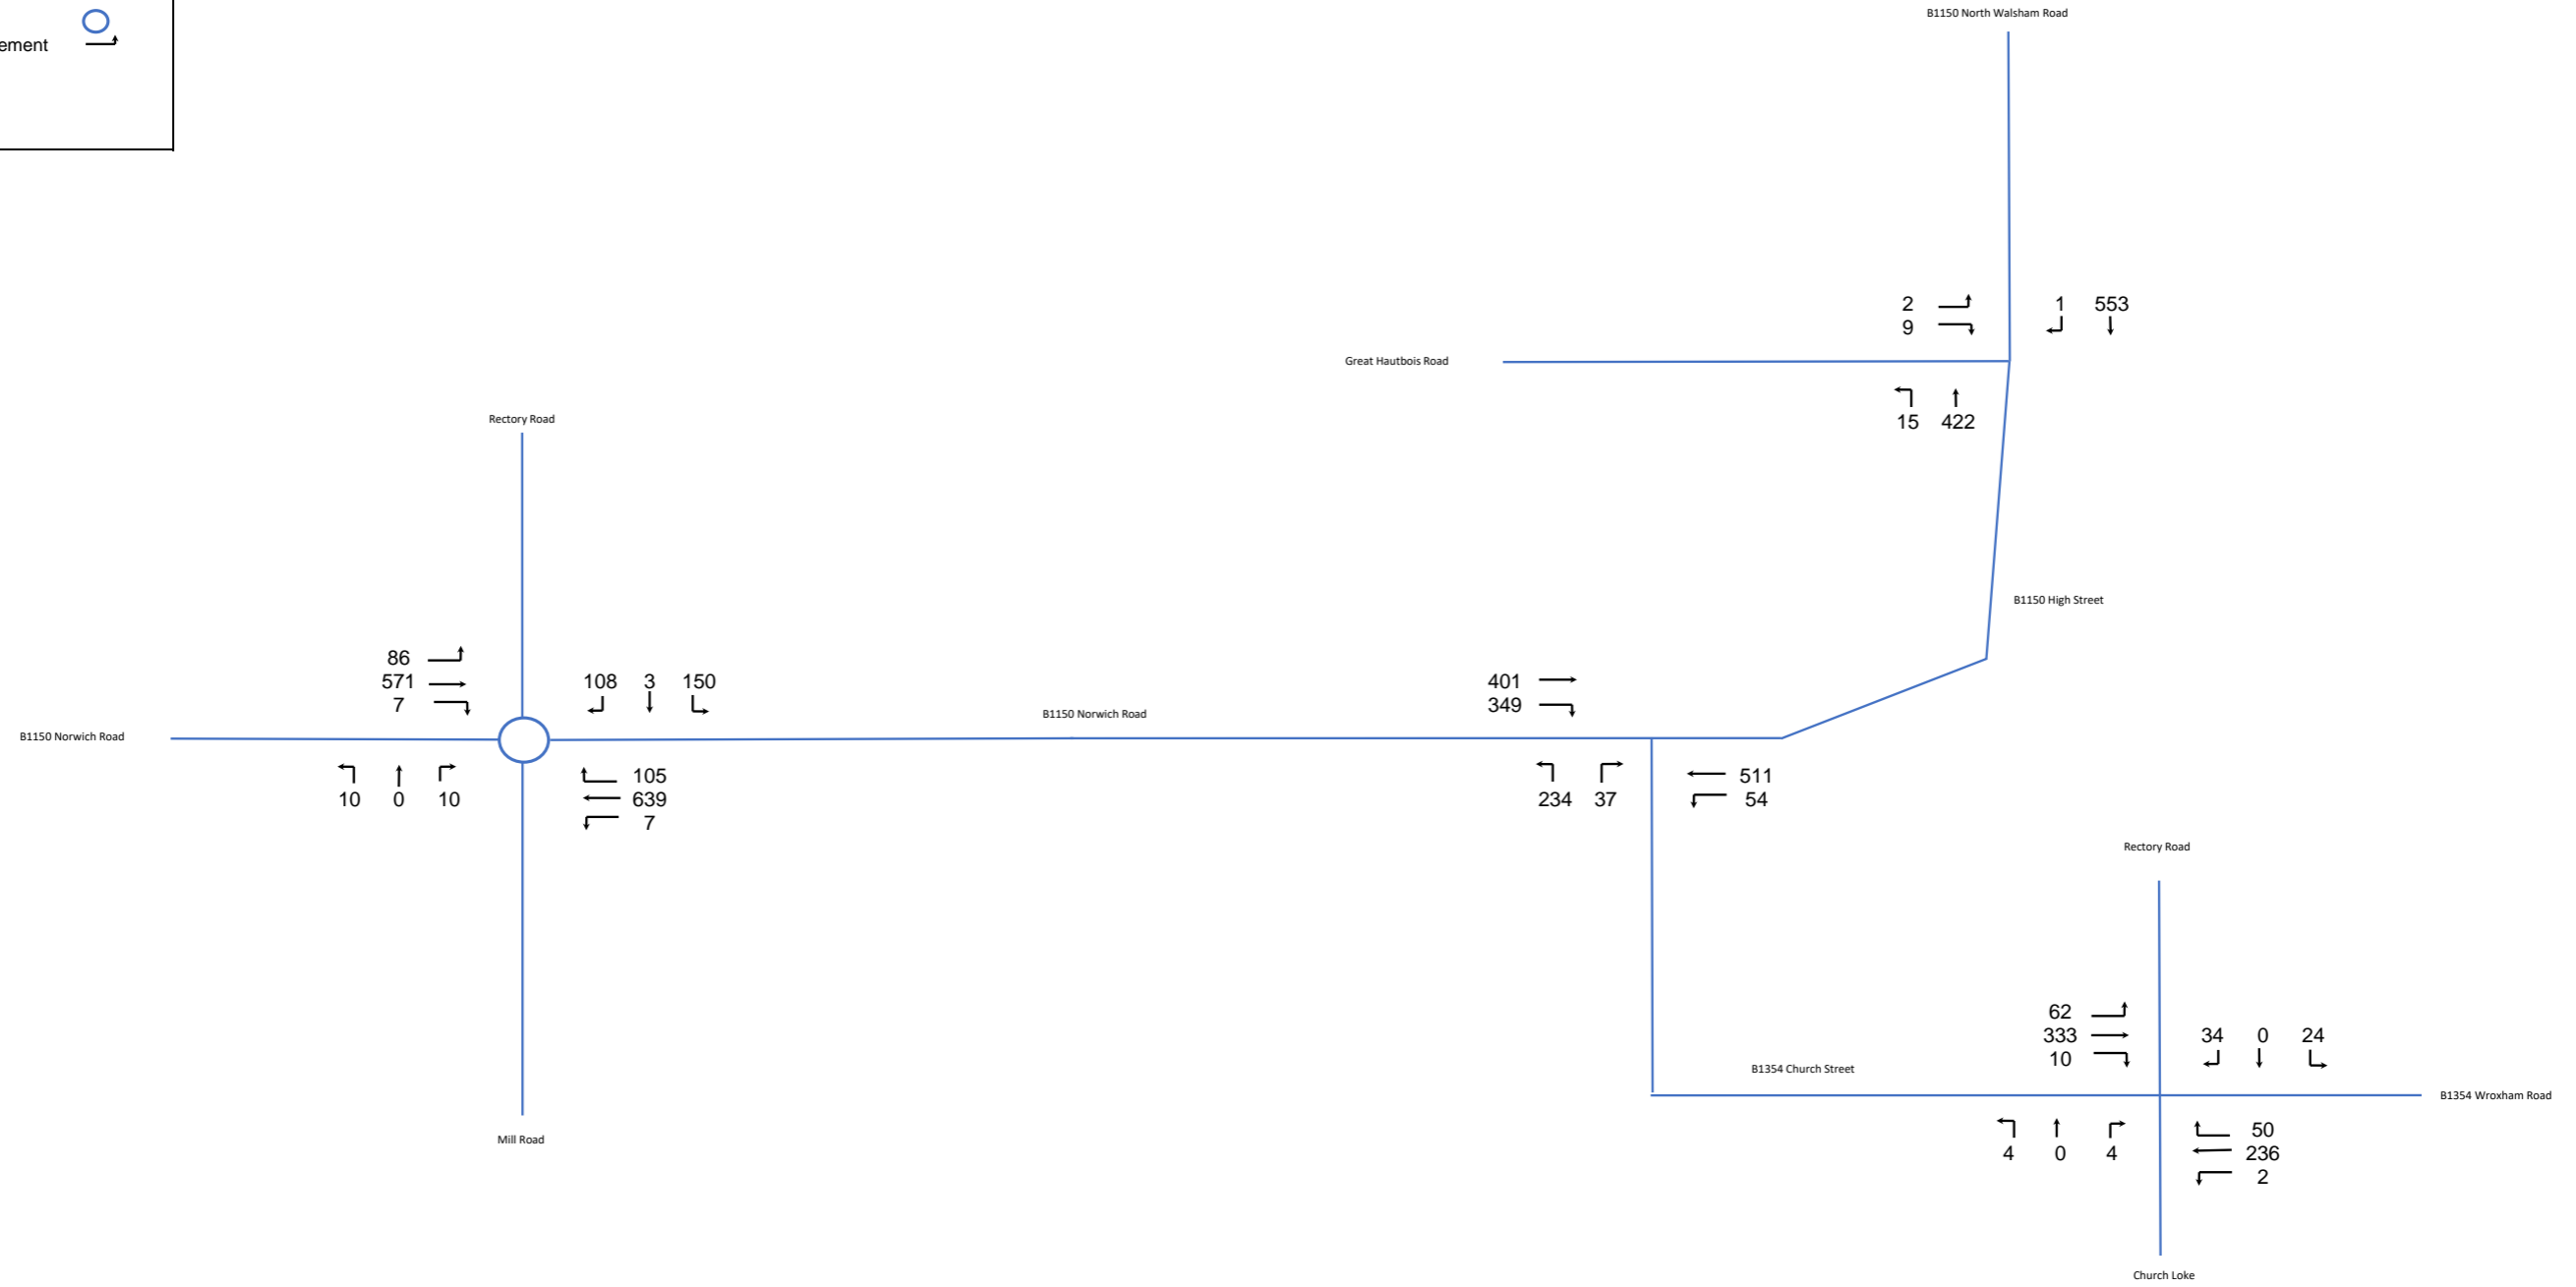 ement
B1150 North Walsham Road
2
1 553
9
Great Hautbois Road
15 422
Rectory Road
B1150 High Street
86
571
7
108 3 150
B1150 Norwich Road
B1150 Norwich Road
401
349
10 0 10
105
639
7
234 37
511
54
Rectory Road
62
333
10
34 0 24
B1354 Church Street
B1354 Wroxham Road
4 0 4
50
236
2
Mill Road
Church Loke